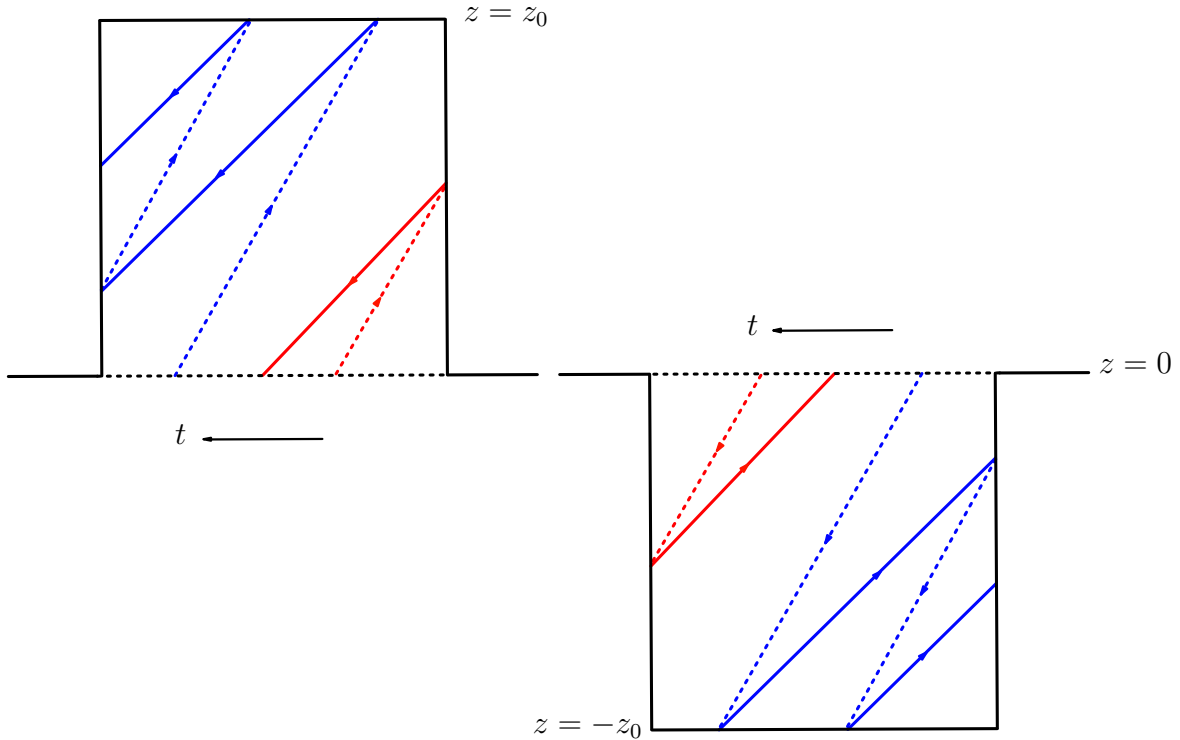 $z = z_0$
$t$
$z = 0$
$t$
$z = -z_0$